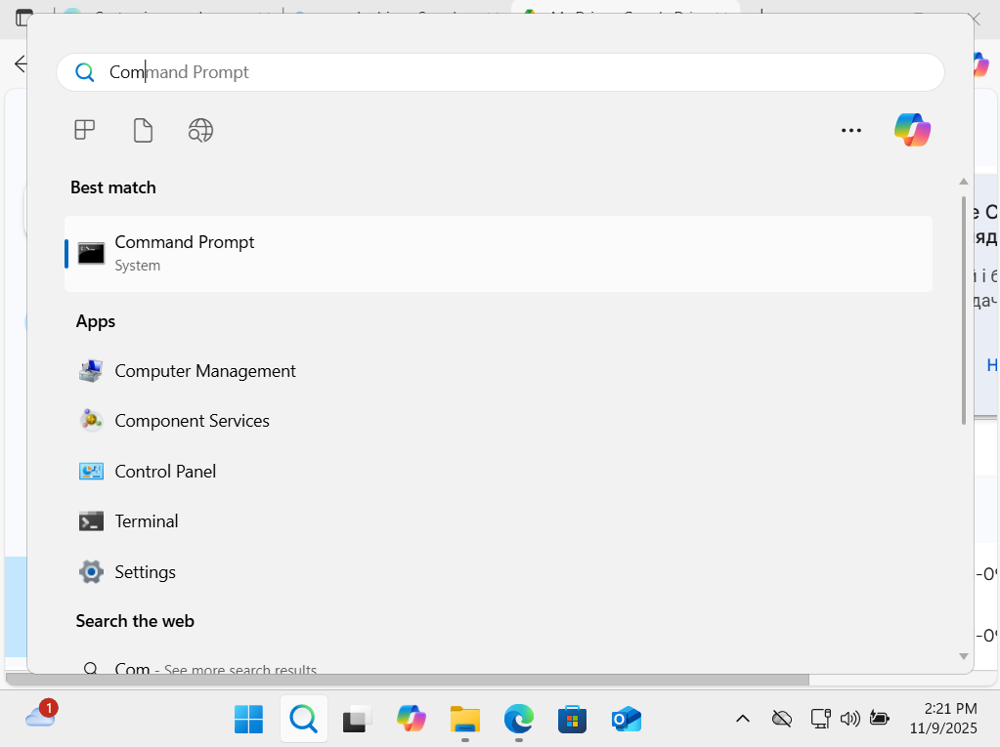 Command Prompt
Best match
Command Prompt
System
Apps
Computer Management
Component Services
Control Panel
Terminal
Settings
Search the web
Com - See more search results
1
2:21 PM
11/9/2025